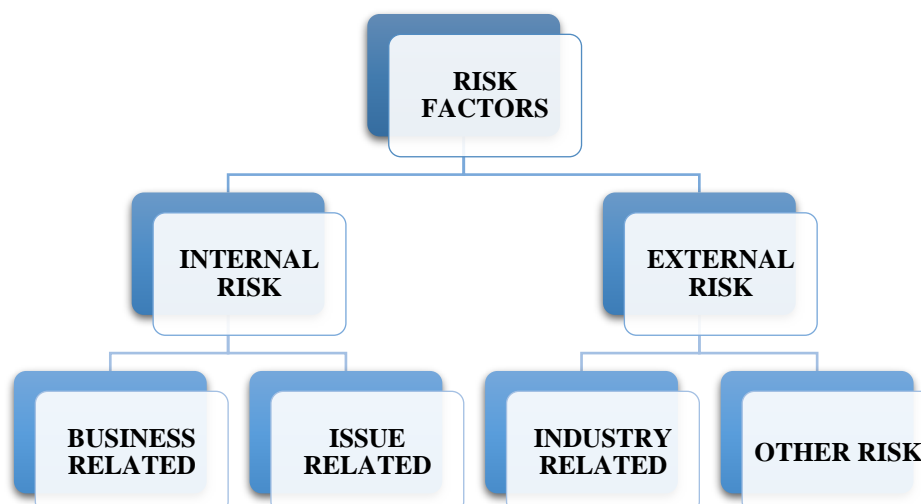 RISK
FACTORS
INTERNAL
RISK
EXTERNAL
RISK
BUSINESS
RELATED
ISSUE
RELATED
INDUSTRY
RELATED
OTHER RISK